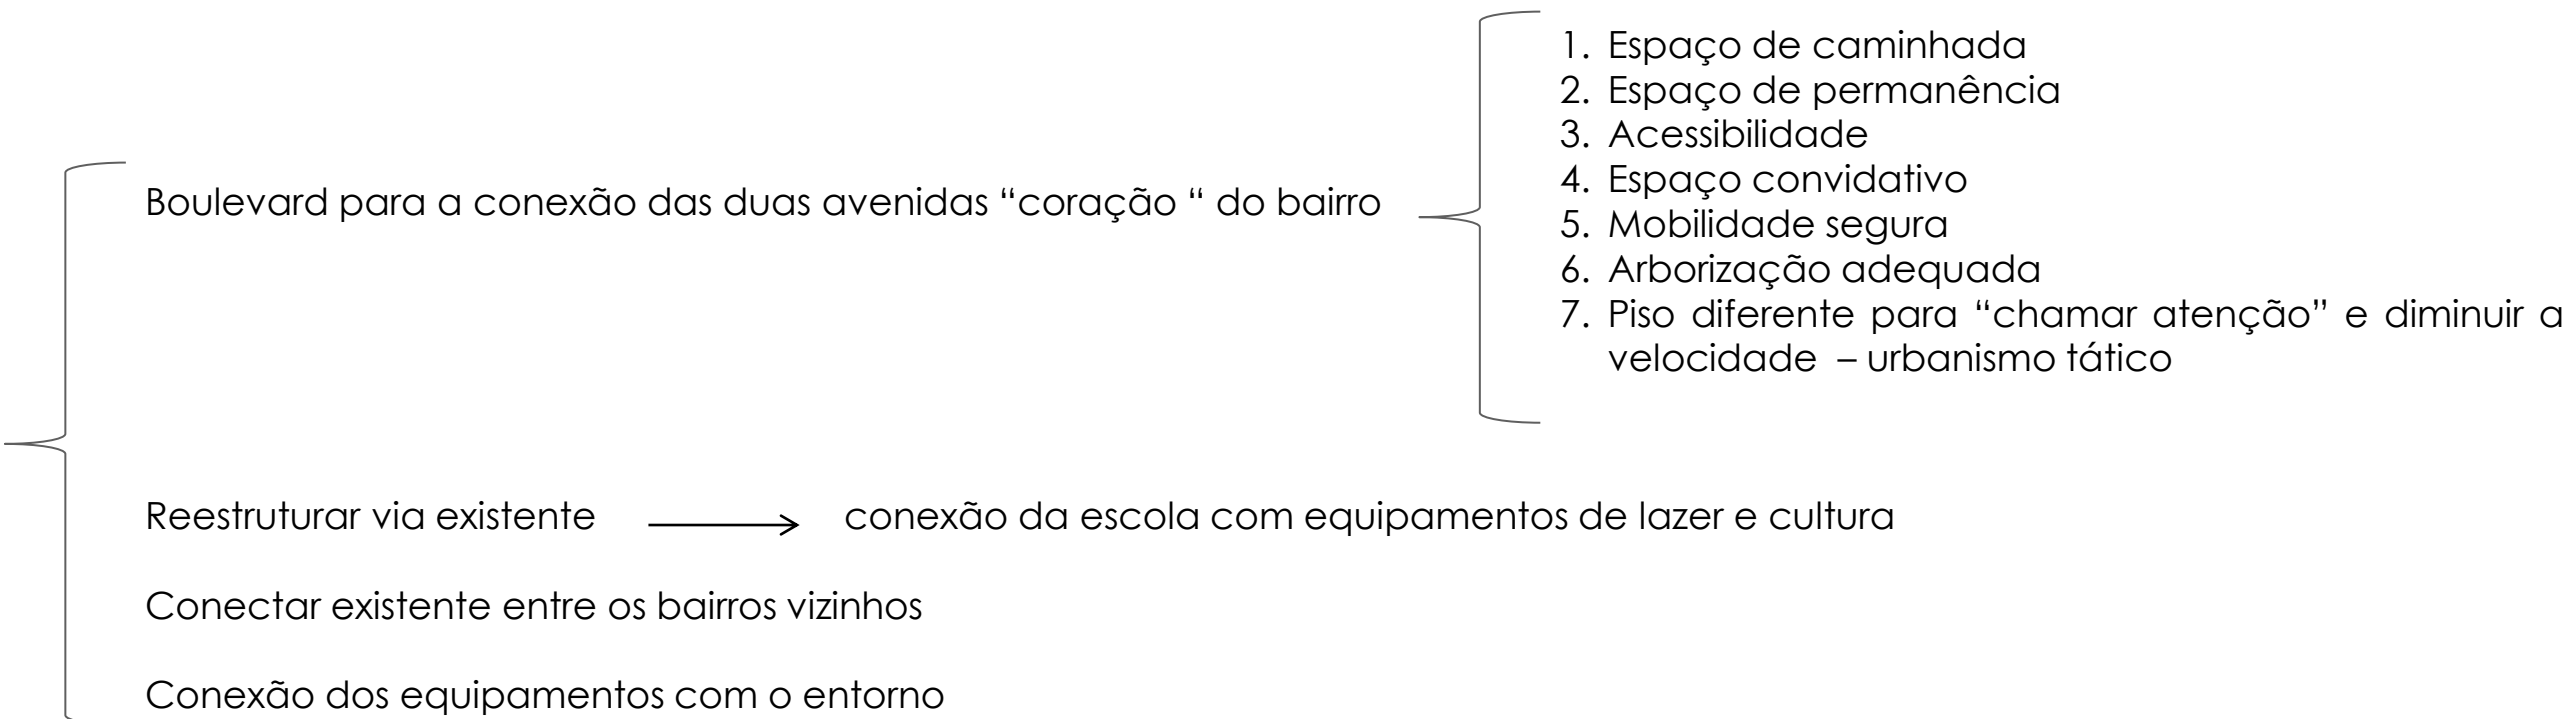 Boulevard para a conexão das duas avenidas “coração “ do bairro
1. Espaço de caminhada
2. Espaço de permanência
3. Acessibilidade
4. Espaço convidativo
5. Mobilidade segura
6. Arborização adequada
7. Piso diferente para “chamar atenção” e diminuir a
velocidade – urbanismo tático
Reestruturar via existente
conexão da escola com equipamentos de lazer e cultura
Conectar existente entre os bairros vizinhos
Conexão dos equipamentos com o entorno